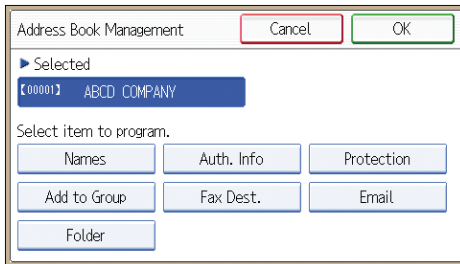 Address Book Management Cancel OK
▶ Selected
【00001】 ABCD COMPANY
Select item to program.
Names Auth. Info Protection
Add to Group Fax Dest. Email
Folder